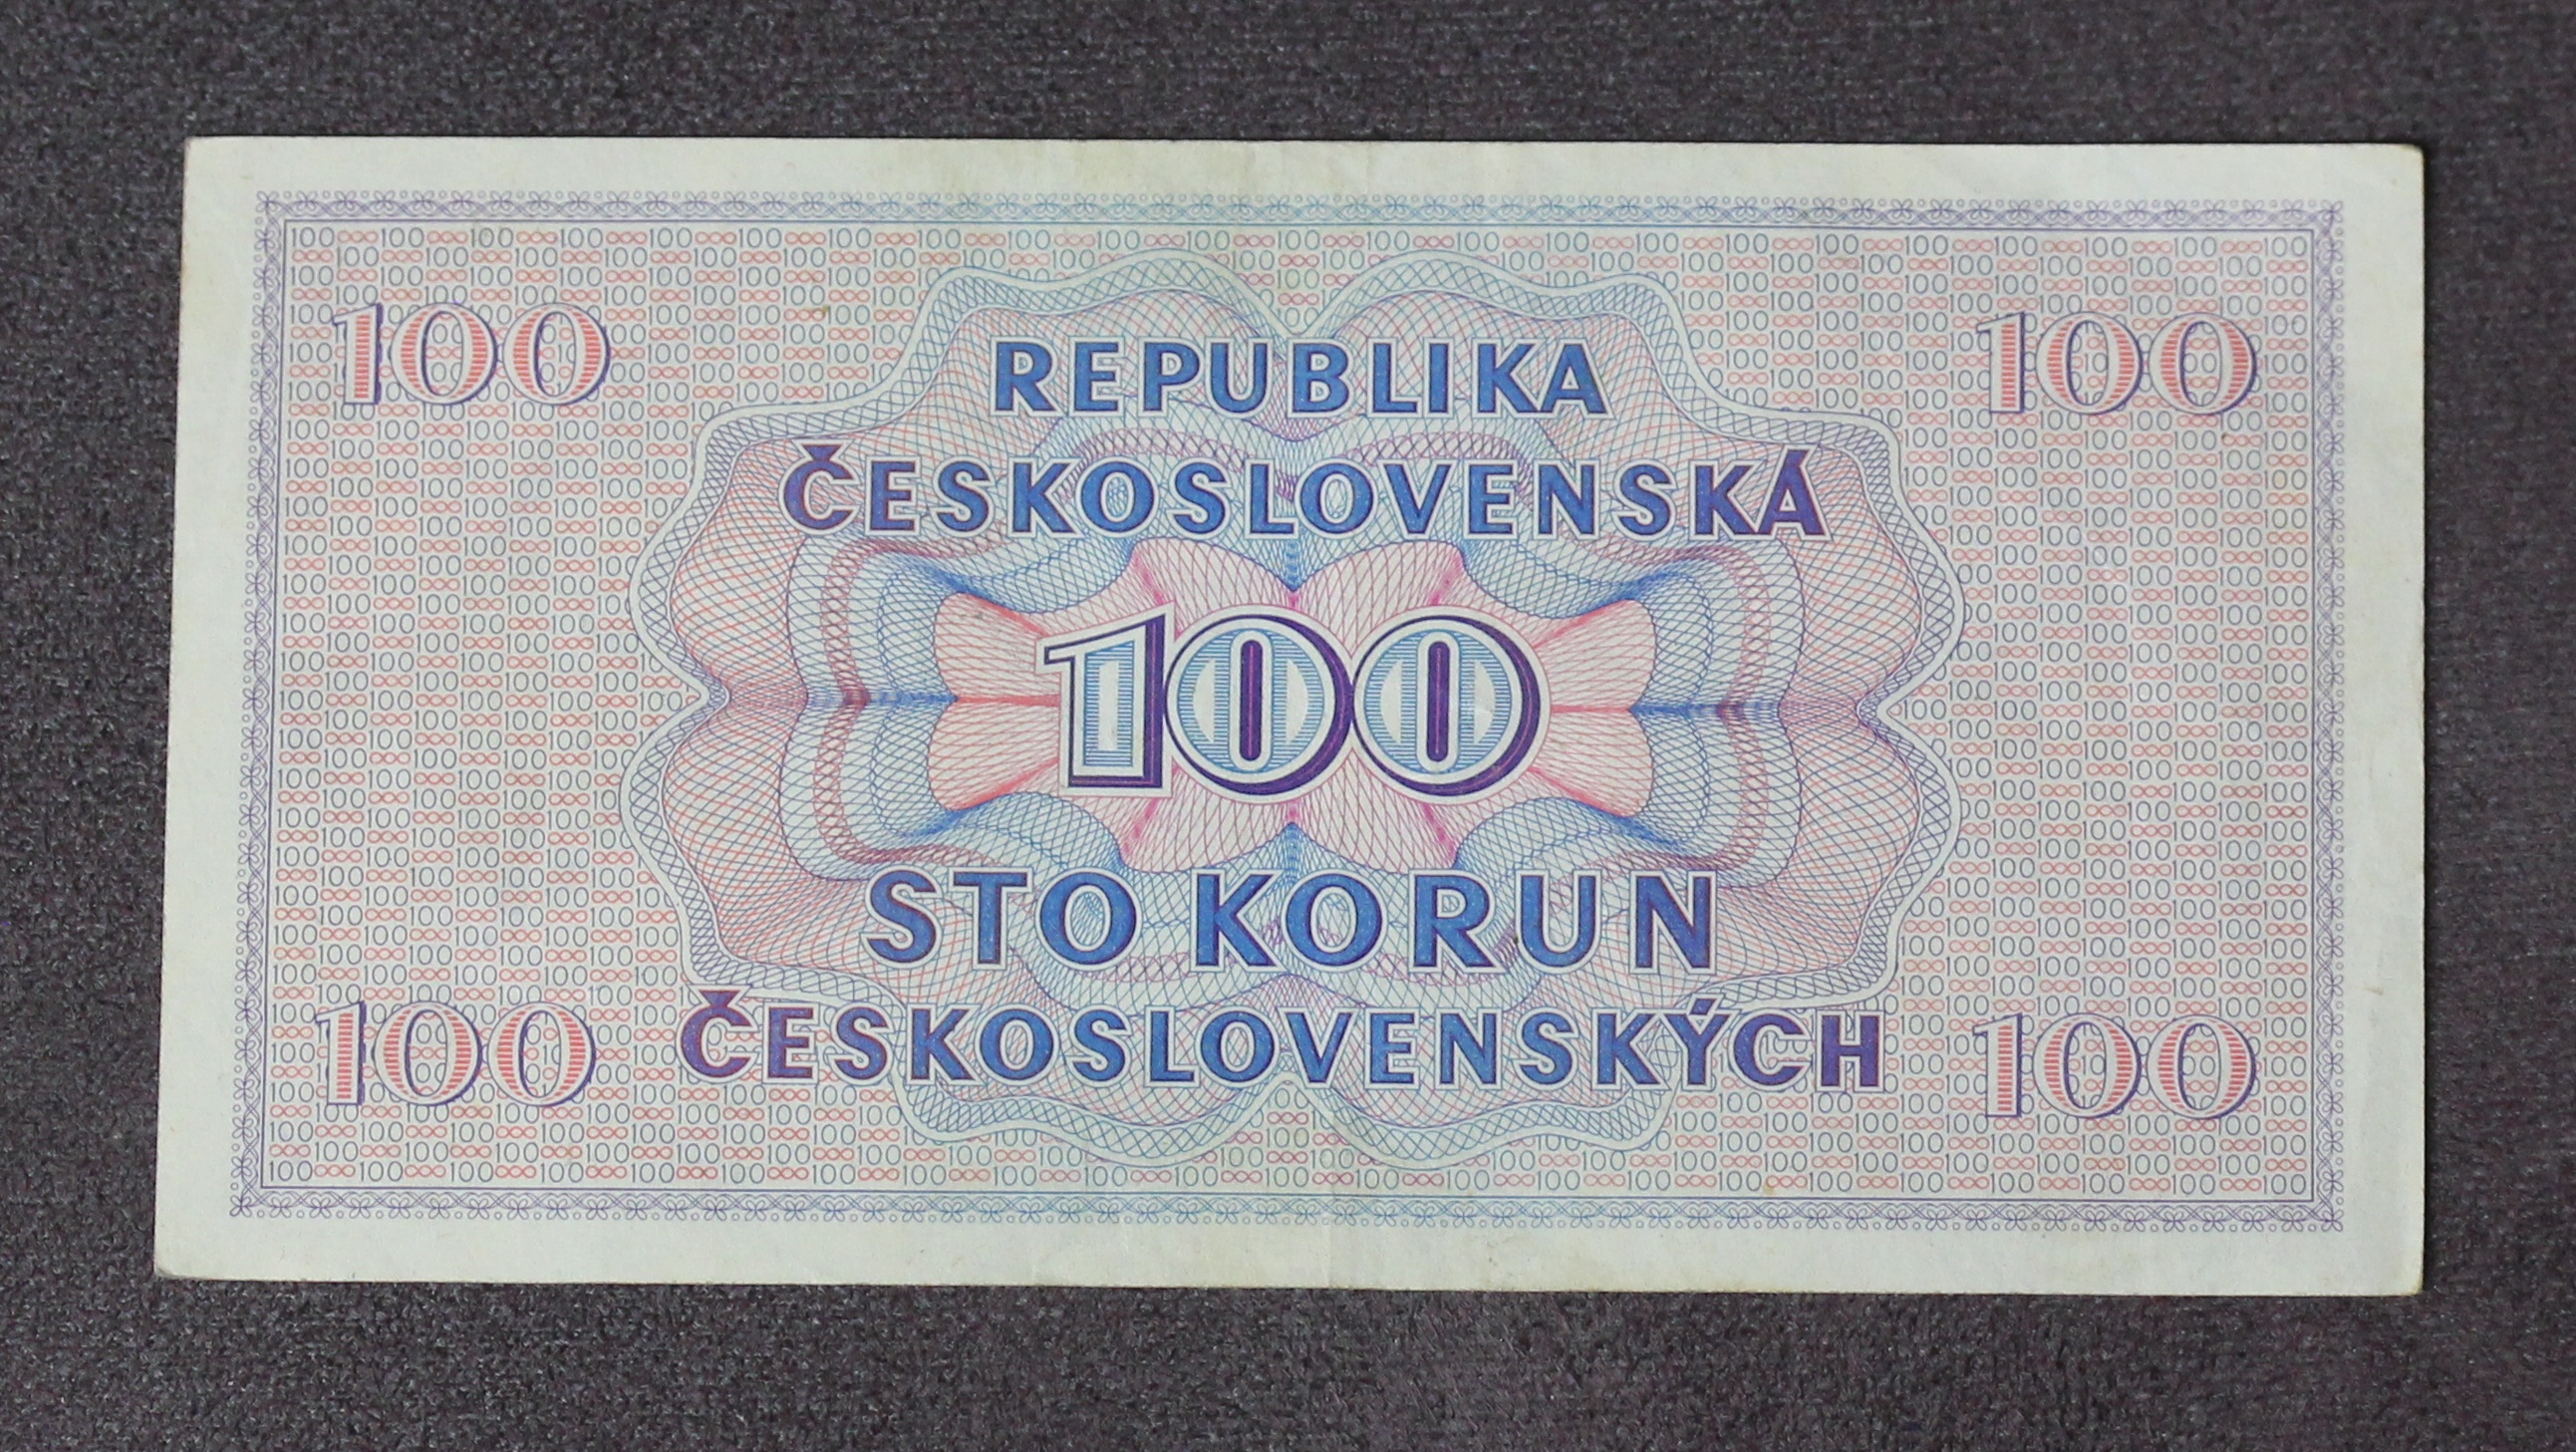 100 100
REPUBLIKA
ČESKOSLOVENSKÁ
100
STO KORUN
ČESKOSLOVENSKÝCH
100 100